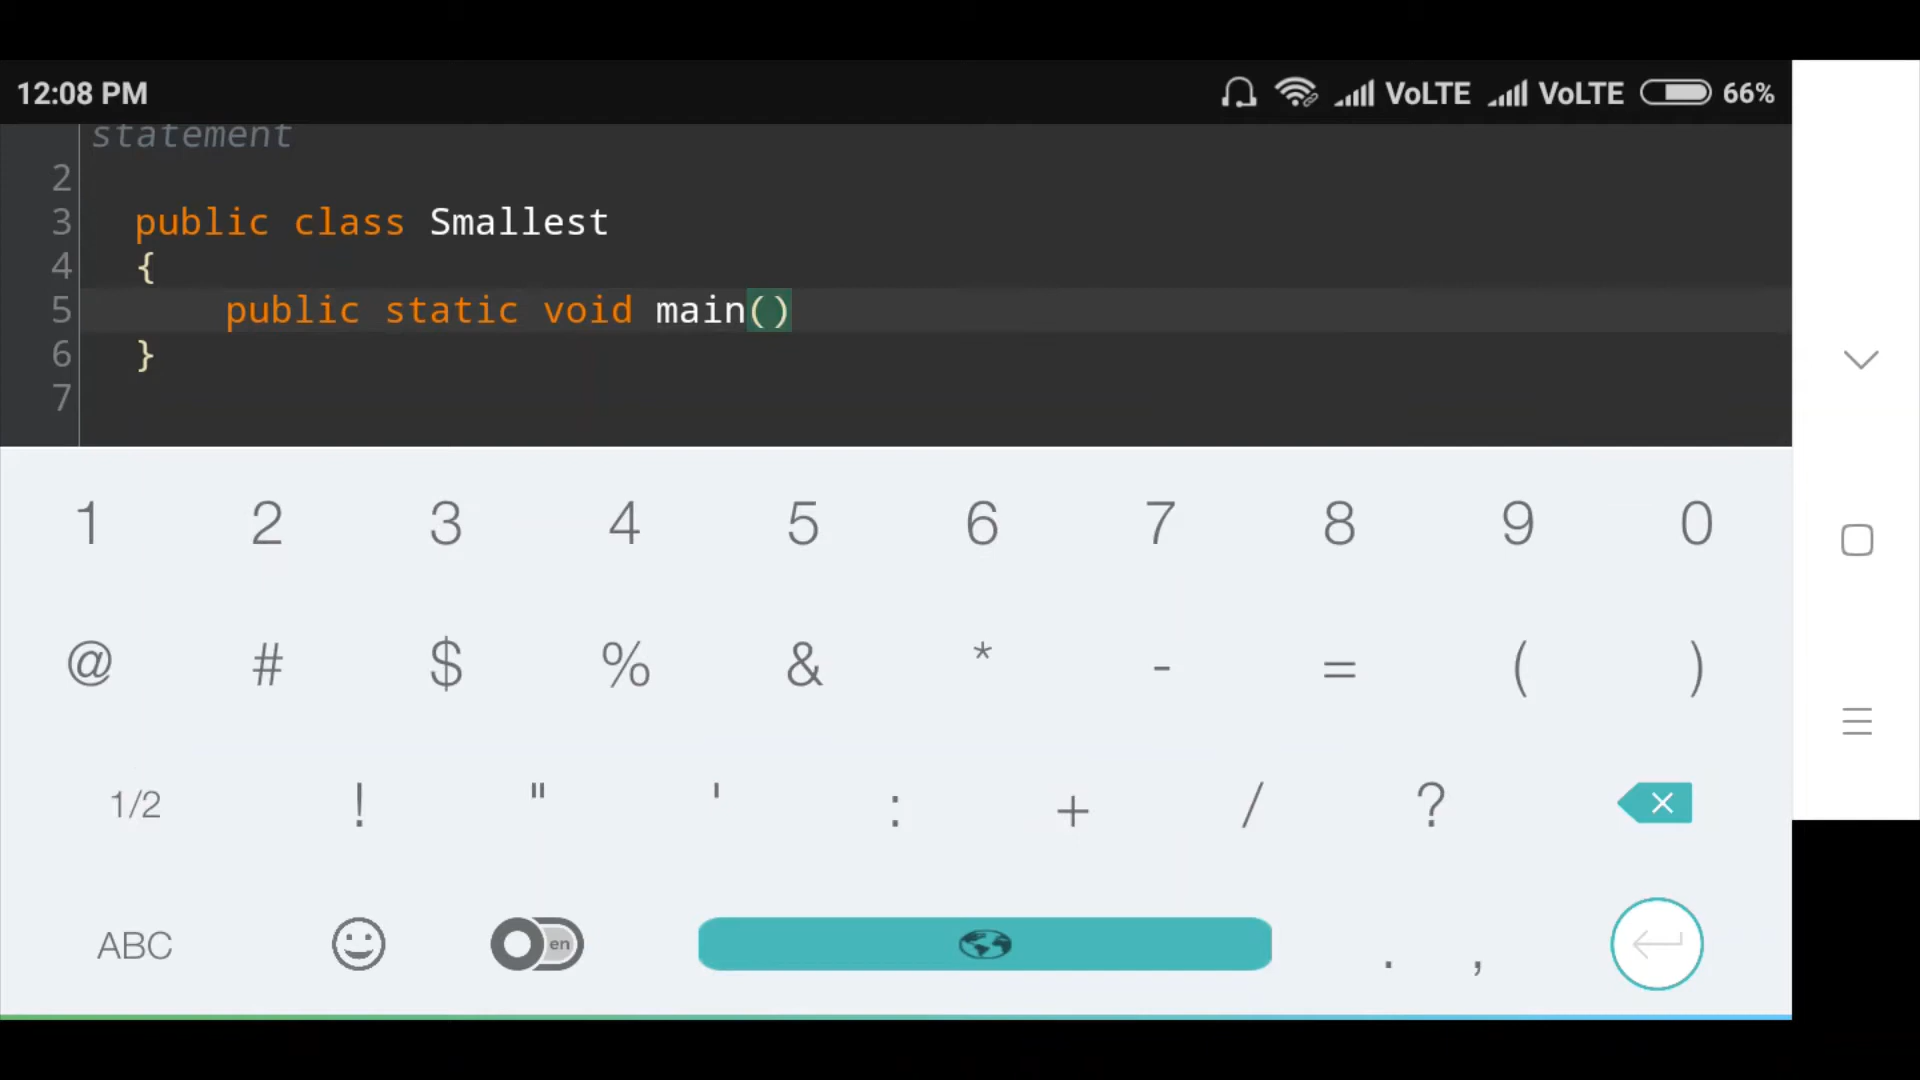 12:08 PM VoLTE VoLTE 66%
statement
2
3 public class Smallest
4 {
5 public static void main()
6 }
7
1 2 3 4 5 6 7 8 9 0
@ # $ % & * - = ( )
1/2 ! " ' : + / ?
ABC en . ,